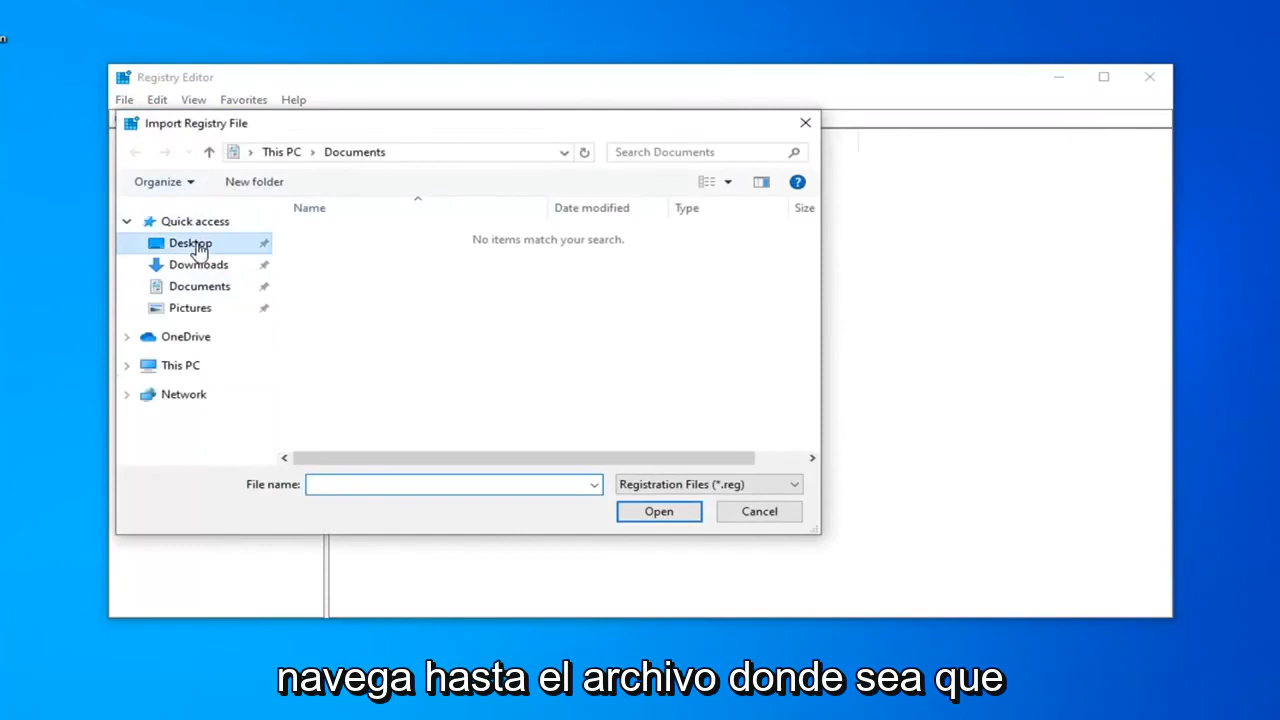 n
Registry Editor
File Edit View Favorites Help
Import Registry File
This PC > Documents
Search Documents
Organize New folder
Name Date modified Type Size
Quick access
No items match your search.
Desktop
Downloads
Documents
Pictures
OneDrive
This PC
Network
File name: Registration Files (*.reg)
Open Cancel
navega hasta el archivo donde sea que